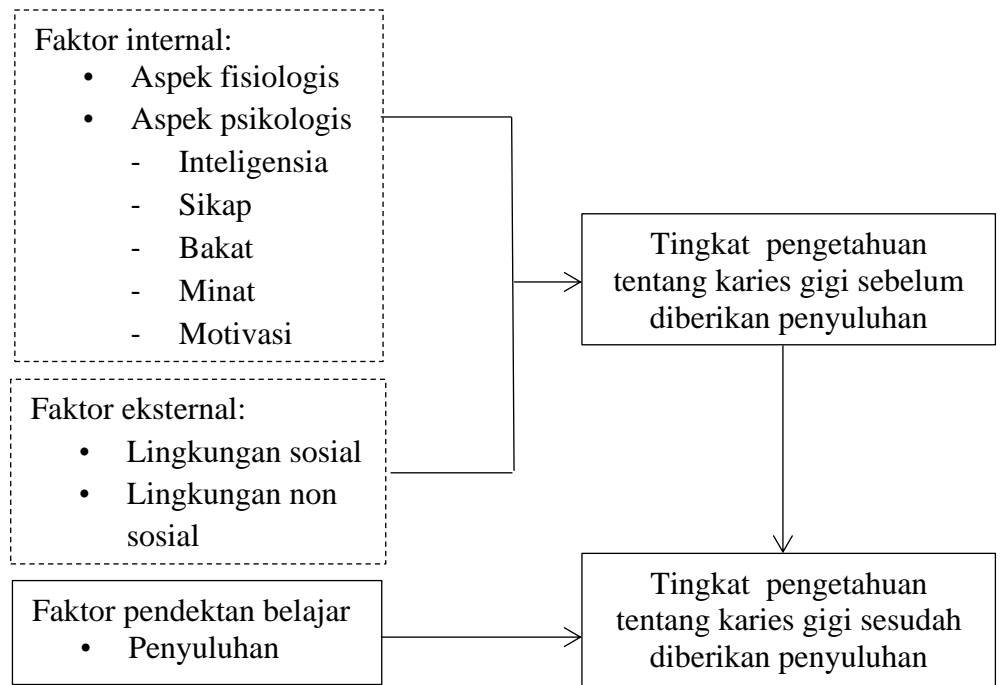 Faktor internal:
• Aspek fisiologis
• Aspek psikologis
- Inteligensia
- Sikap
- Bakat
- Minat
- Motivasi
Faktor eksternal:
• Lingkungan sosial
• Lingkungan non
sosial
Faktor pendektan belajar
• Penyuluhan
Tingkat pengetahuan
tentang karies gigi sebelum
diberikan penyuluhan
Tingkat pengetahuan
tentang karies gigi sesudah
diberikan penyuluhan